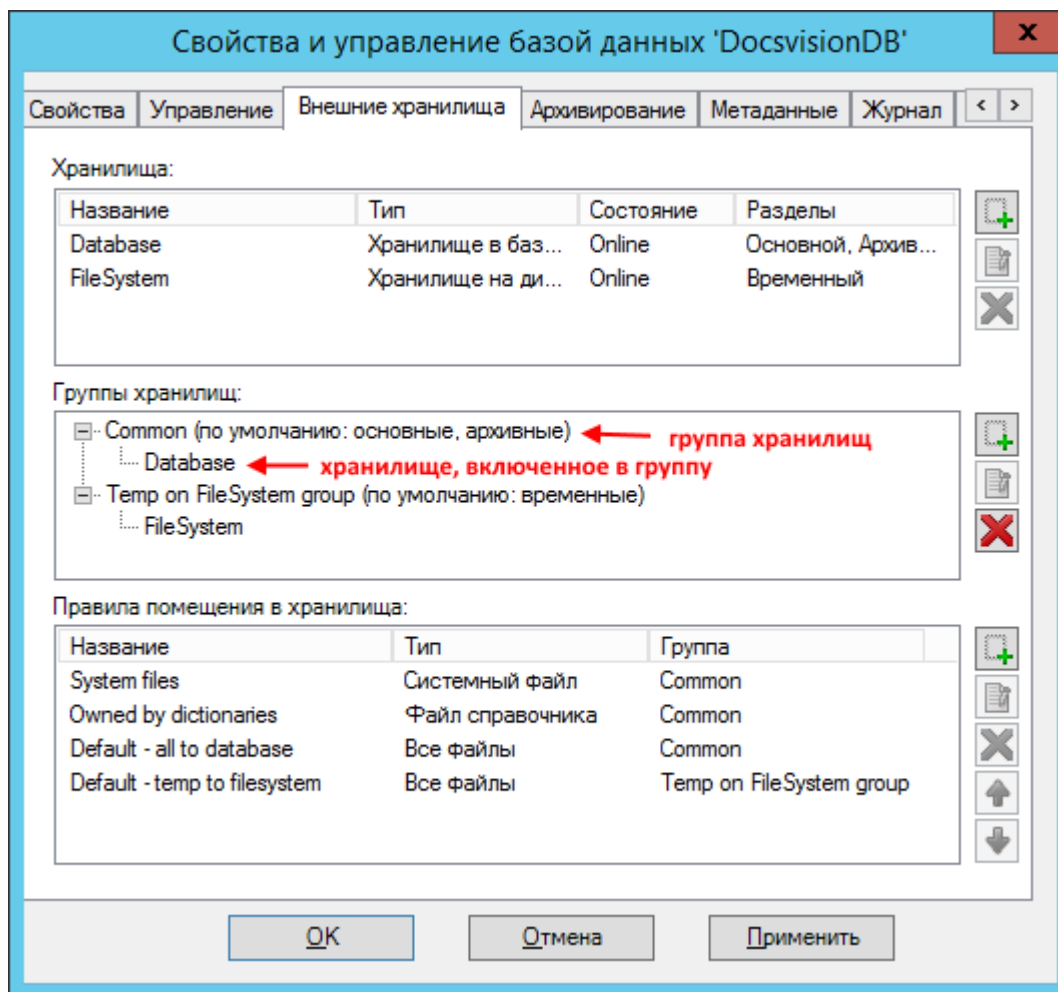 Свойства и управление базой данных 'DocsvisionDB'
x
Свойства Управление Внешние хранилища Архивирование Метаданные Журнал < >
Хранилища:
Название Тип Состояние Разделы
Database Хранилище в баз... Online Основной, Архив...
FileSystem Хранилище на ди... Online Временный
Группы хранилищ:
Common (по умолчанию: основные, архивные) группа хранилищ
Database хранилище, включенное в группу
Temp on FileSystem group (по умолчанию: временные)
FileSystem
Правила помещения в хранилища:
Название Тип Группа
System files Системный файл Common
Owned by dictionaries Файл справочника Common
Default - all to database Все файлы Common
Default - temp to filesystem Все файлы Temp on FileSystem group
OK Отмена Применить